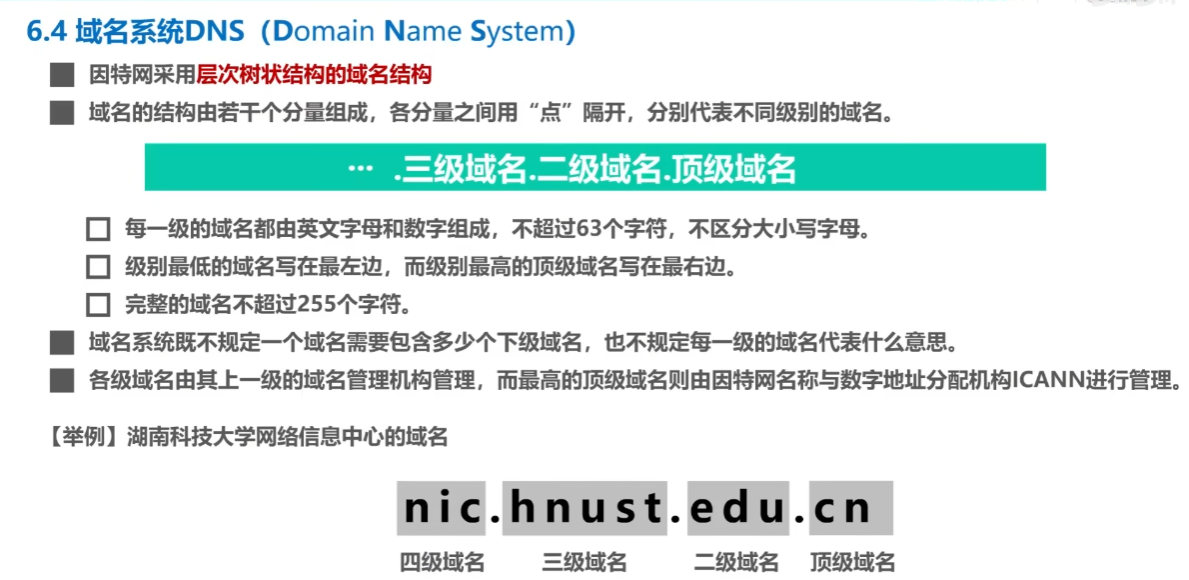 6.4 域名系统DNS（Domain Name System）
因特网采用层次树状结构的域名结构
域名的结构由若干个分量组成，各分量之间用“点”隔开，分别代表不同级别的域名。
… .三级域名.二级域名.顶级域名
每一级的域名都由英文字母和数字组成，不超过63个字符，不区分大小写字母。
级别最低的域名写在最左边，而级别最高的顶级域名写在最右边。
完整的域名不超过255个字符。
域名系统既不规定一个域名需要包含多少个下级域名，也不规定每一级的域名代表什么意思。
各级域名由其上一级的域名管理机构管理，而最高的顶级域名则由因特网名称与数字地址分配机构ICANN进行管理。
【举例】湖南科技大学网络信息中心的域名
nic.hnust.edu.cn
四级域名 三级域名 二级域名 顶级域名